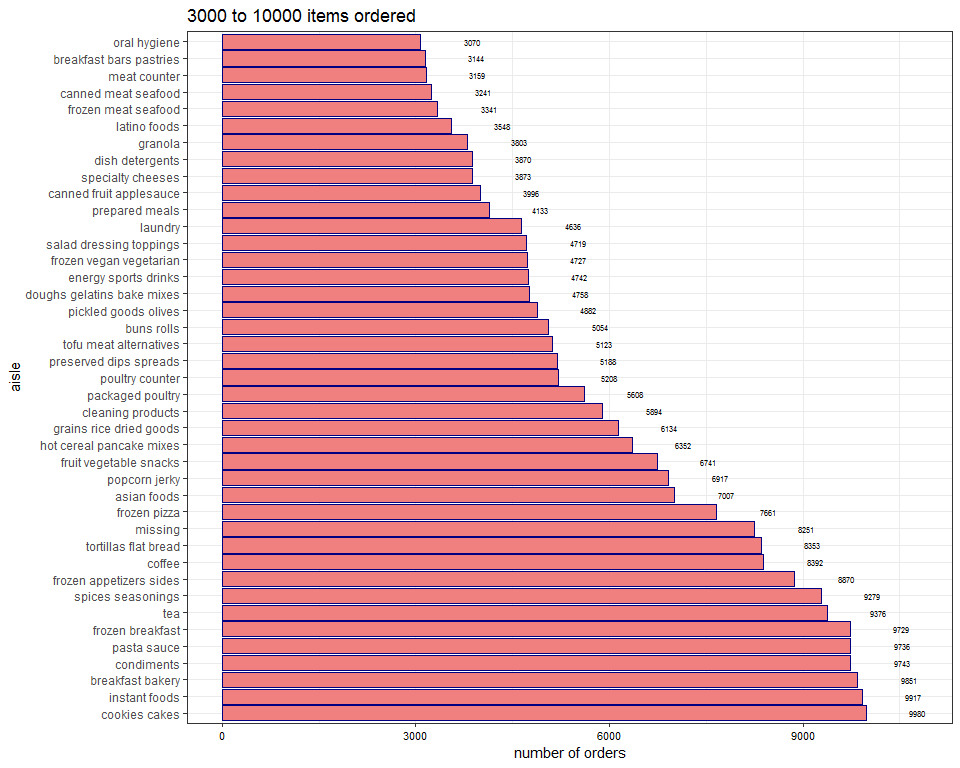 3000 to 10000 items ordered
oral hygiene 3070
breakfast bars pastries 3144
meat counter 3159
canned meat seafood 3241
frozen meat seafood 3341
latino foods 3548
granola 3803
dish detergents 3870
specialty cheeses 3873
canned fruit applesauce 3996
prepared meals 4133
laundry 4636
salad dressing toppings 4719
frozen vegan vegetarian 4727
energy sports drinks 4742
doughs gelatins bake mixes 4758
pickled goods olives 4882
buns rolls 5054
tofu meat alternatives 5123
preserved dips spreads 5188
poultry counter 5208
packaged poultry 5608
cleaning products 5894
grains rice dried goods 6134
hot cereal pancake mixes 6352
fruit vegetable snacks 6741
popcorn jerky 6917
asian foods 7007
frozen pizza 7661
missing 8251
tortillas flat bread 8353
coffee 8392
frozen appetizers sides 8870
spices seasonings 9279
tea 9376
frozen breakfast 9729
pasta sauce 9736
condiments 9743
breakfast bakery 9851
instant foods 9917
cookies cakes 9980
aisle
0 3000 6000 9000
number of orders